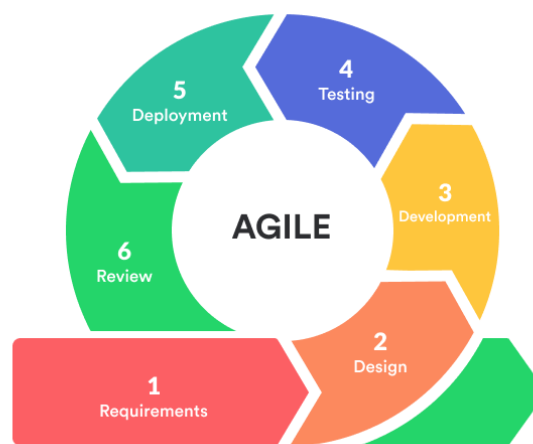 AGILE
1
Requirements
2
Design
3
Development
4
Testing
5
Deployment
6
Review